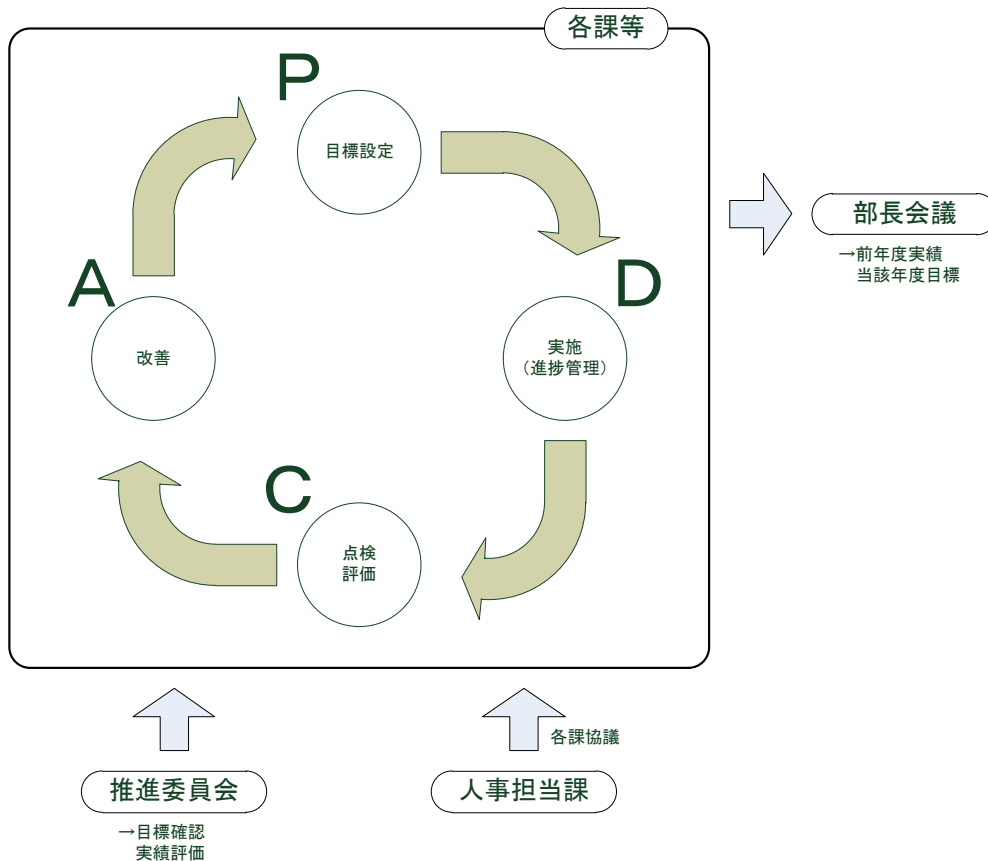 各課等
P
目標設定
A
D
部長会議
→前年度実績
当該年度目標
改善
実施
（進捗管理）
C
点検
評価
各課協議
推進委員会
人事担当課
→目標確認
実績評価